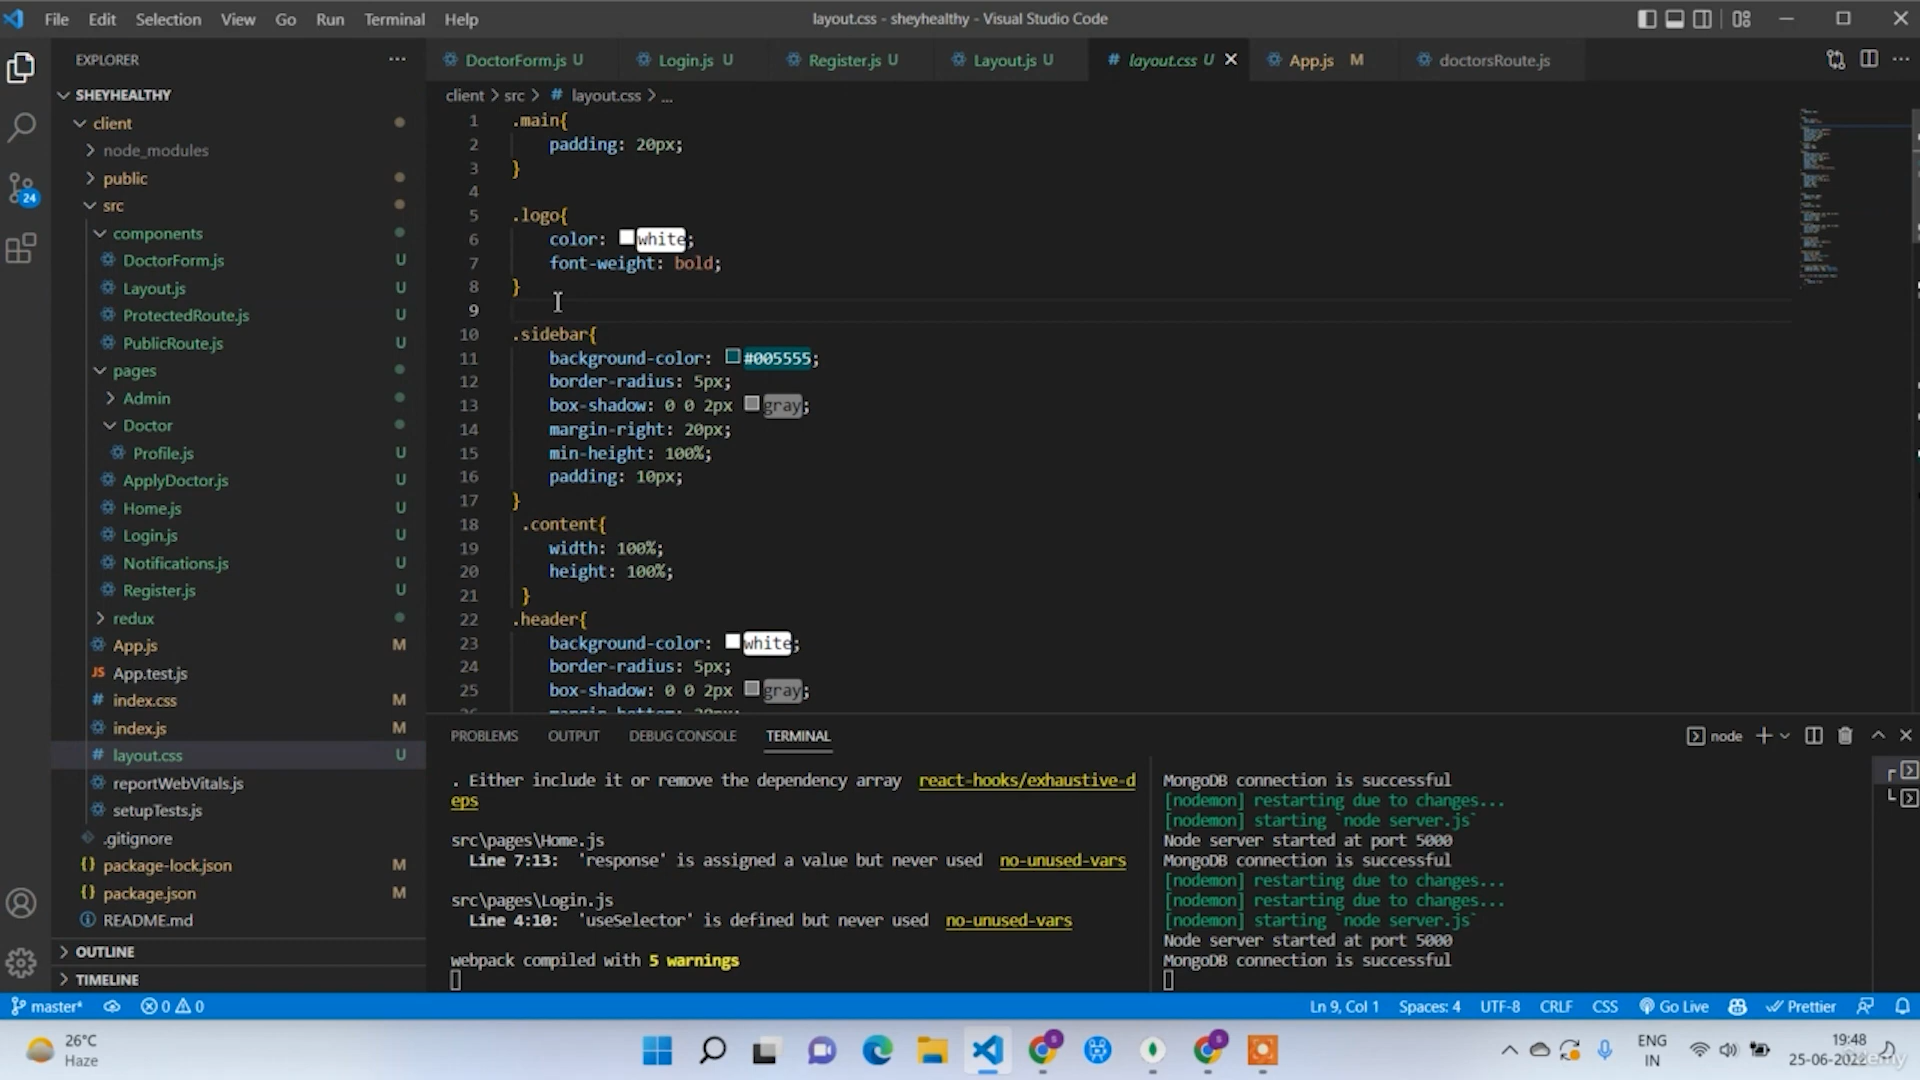 File Edit Selection View Go Run Terminal Help
layout.css - sheyhealthy - Visual Studio Code
EXPLORER
DoctorForm.js U
Login.js U
Register.js U
Layout.js U
# layout.css U
App.js M
doctorsRoute.js
SHEYHEALTHY
client
node_modules
public
src
components
DoctorForm.js U
Layout.js U
ProtectedRoute.js U
PublicRoute.js U
pages
Admin
Doctor
Profile.js U
ApplyDoctor.js U
Home.js U
Login.js U
Notifications.js U
Register.js U
redux
App.js M
JS App.test.js
# index.css M
index.js M
# layout.css U
reportWebVitals.js
setupTests.js
.gitignore
{} package-lock.json M
{} package.json M
README.md
OUTLINE
TIMELINE
24
client > src > # layout.css > ...
1 .main{
2 padding: 20px;
3 }
4
5 .logo{
6 color: white;
7 font-weight: bold;
8 }
9
10 .sidebar{
11 background-color: #005555;
12 border-radius: 5px;
13 box-shadow: 0 0 2px gray;
14 margin-right: 20px;
15 min-height: 100%;
16 padding: 10px;
17 }
18 .content{
19 width: 100%;
20 height: 100%;
21 }
22 .header{
23 background-color: white;
24 border-radius: 5px;
25 box-shadow: 0 0 2px gray;
PROBLEMS OUTPUT DEBUG CONSOLE TERMINAL
node
. Either include it or remove the dependency array react-hooks/exhaustive-d
eps
src\pages\Home.js
Line 7:13: 'response' is assigned a value but never used no-unused-vars
src\pages\Login.js
Line 4:10: 'useSelector' is defined but never used no-unused-vars
webpack compiled with 5 warnings
MongoDB connection is successful
[nodemon] restarting due to changes...
[nodemon] starting `node server.js`
Node server started at port 5000
MongoDB connection is successful
[nodemon] restarting due to changes...
[nodemon] restarting due to changes...
[nodemon] starting `node server.js`
Node server started at port 5000
MongoDB connection is successful
master* 0 0
Ln 9, Col 1 Spaces: 4 UTF-8 CRLF CSS Go Live Prettier
26°C
Haze
ENG
IN
19:48
25-06-2022